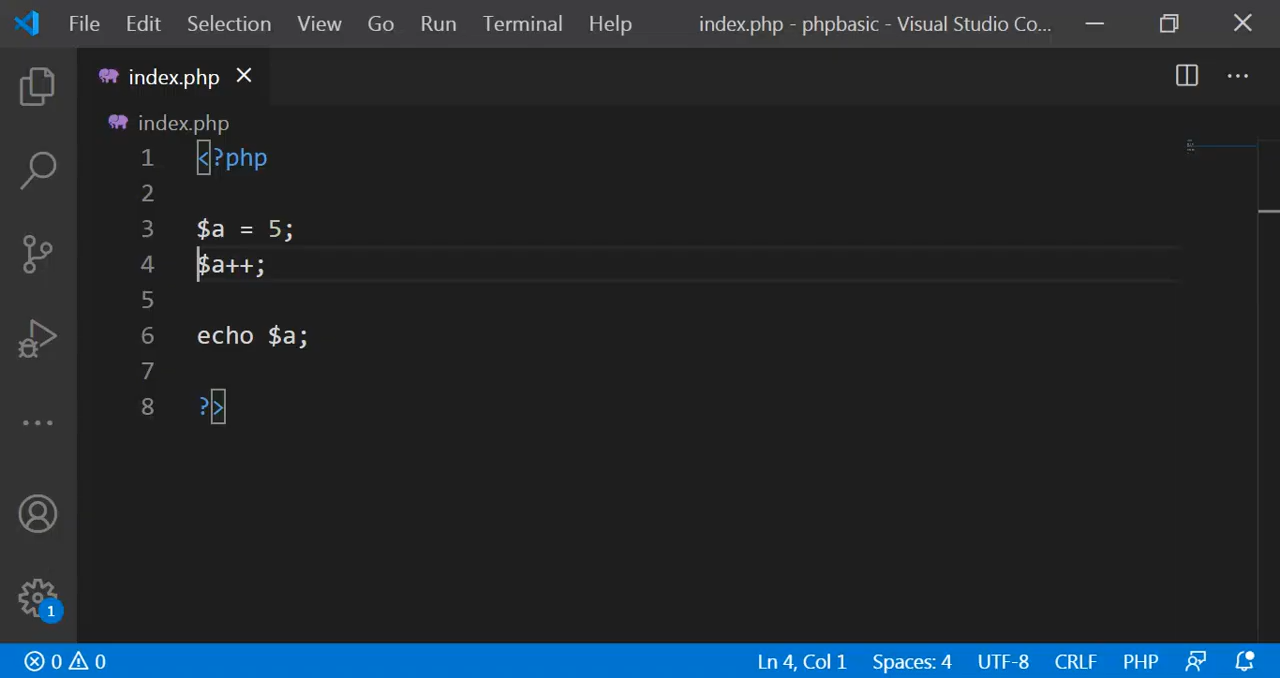 File Edit Selection View Go Run Terminal Help index.php - phpbasic - Visual Studio Co...
index.php
index.php
1 <?php
2
3 $a = 5;
4 $a++;
5
6 echo $a;
7
8 ?>
1
0 0 Ln 4, Col 1 Spaces: 4 UTF-8 CRLF PHP